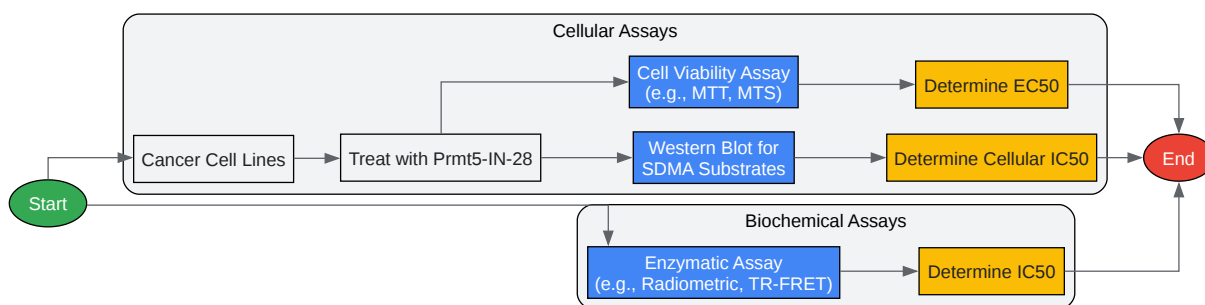 Cellular Assays
Cell Viability Assay
(e.g., MTT, MTS)
Determine EC50
Cancer Cell Lines
Treat with Prmt5-IN-28
Western Blot for
SDMA Substrates
Determine Cellular IC50
End
Start
Biochemical Assays
Enzymatic Assay
(e.g., Radiometric, TR-FRET)
Determine IC50